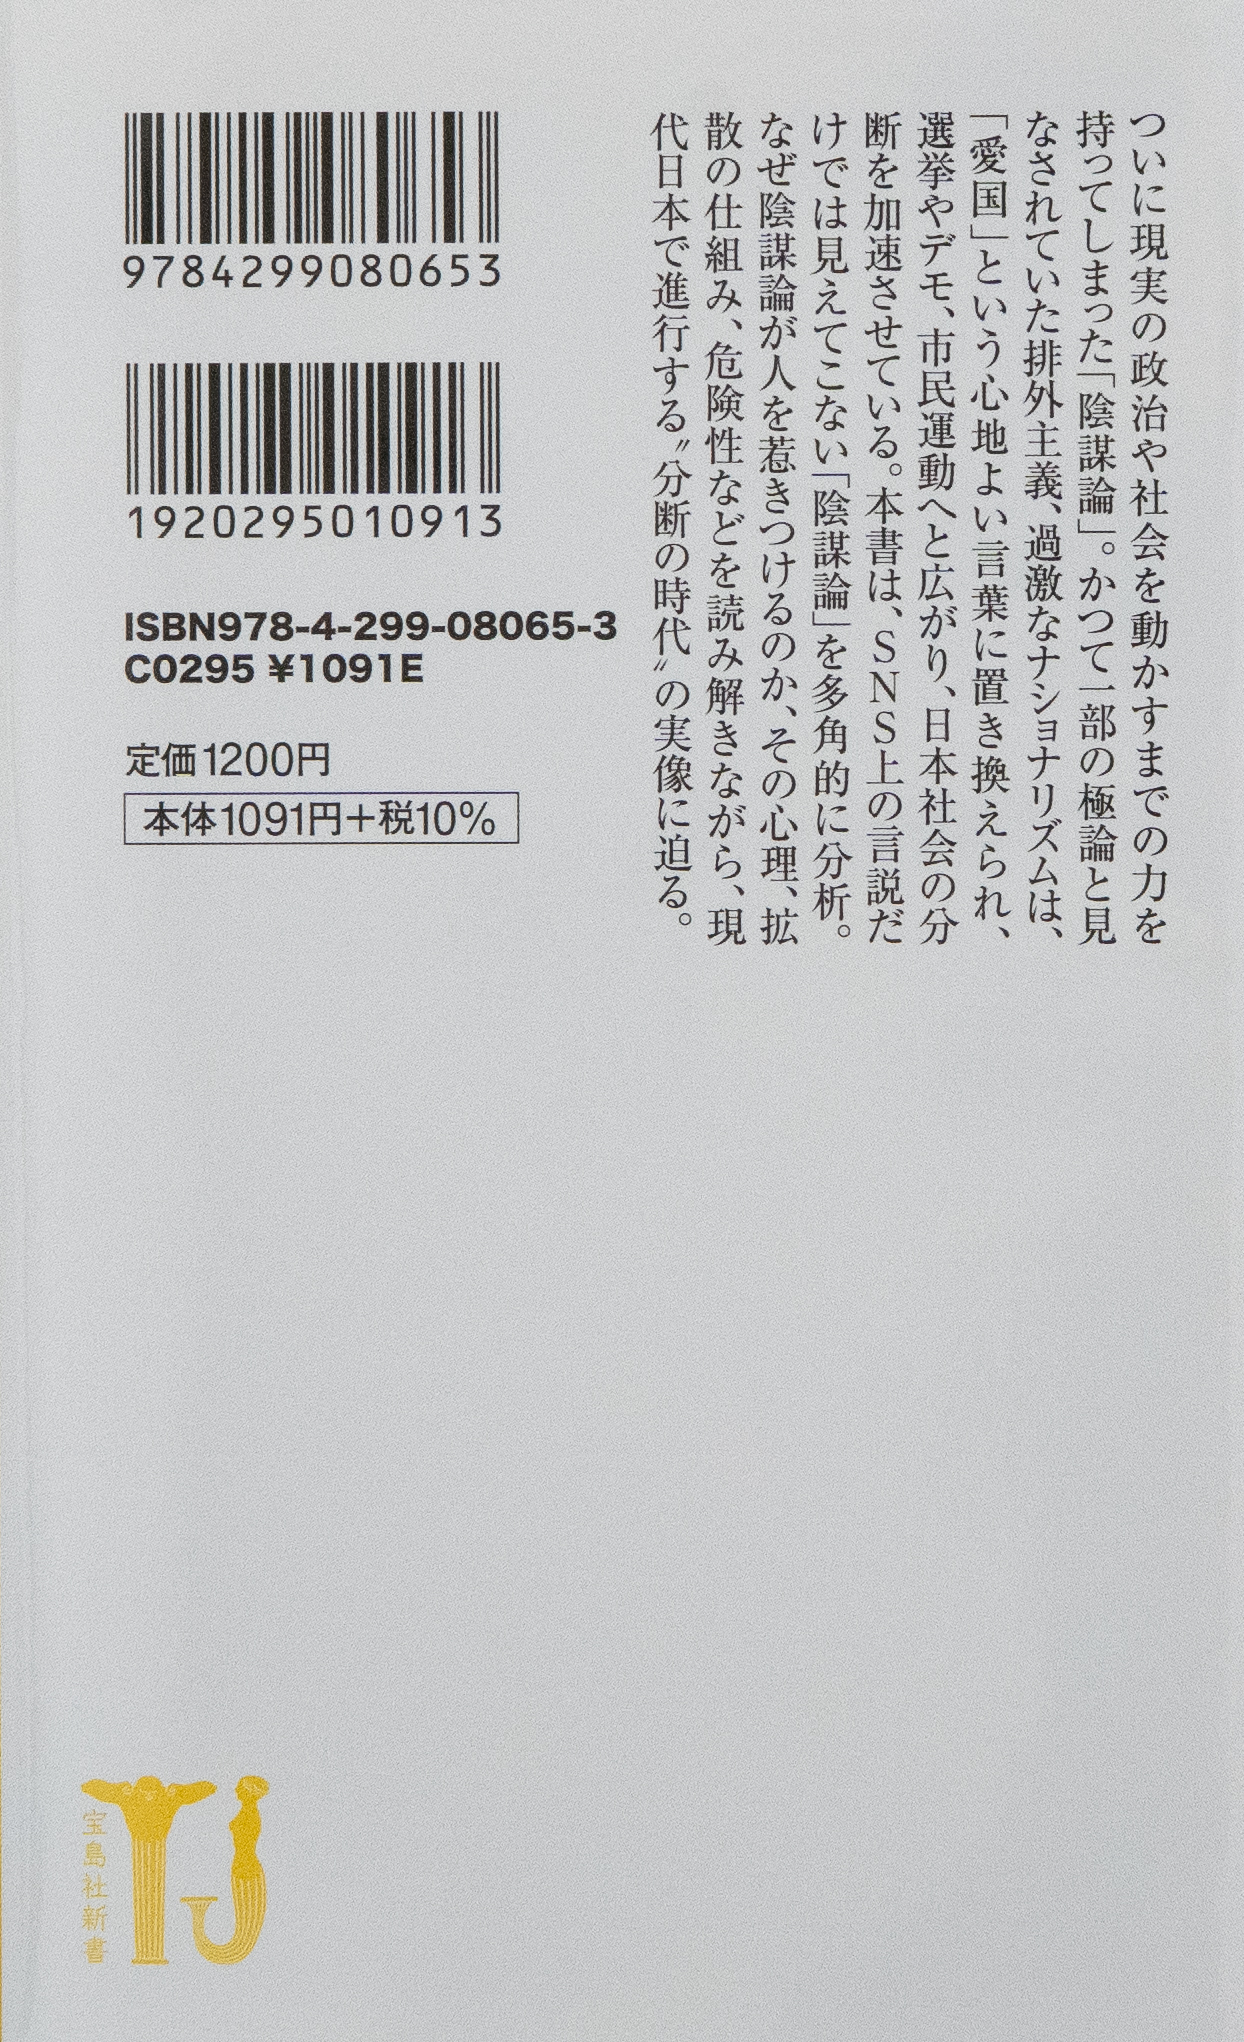 ついに現実の政治や社会を動かすまでの力を
持ってしまった「陰謀論」。かつて一部の極論と見
なされていた排外主義、過激なナショナリズムは、
「愛国」という心地よい言葉に置き換えられ、
選挙やデモ、市民運動へと広がり、日本社会の分
断を加速させている。本書は、SNS上の言説だ
けでは見えてこない「陰謀論」を多角的に分析。
なぜ陰謀論が人を惹きつけるのか、その心理、拡
散の仕組み、危険性などを読み解きながら、現
代日本で進行する〝分断の時代〟の実像に迫る。
9784299080653
1920295010913
ISBN978-4-299-08065-3
C0295 ¥1091E
定価1200円
本体1091円+税10%
宝島社新書
TJ